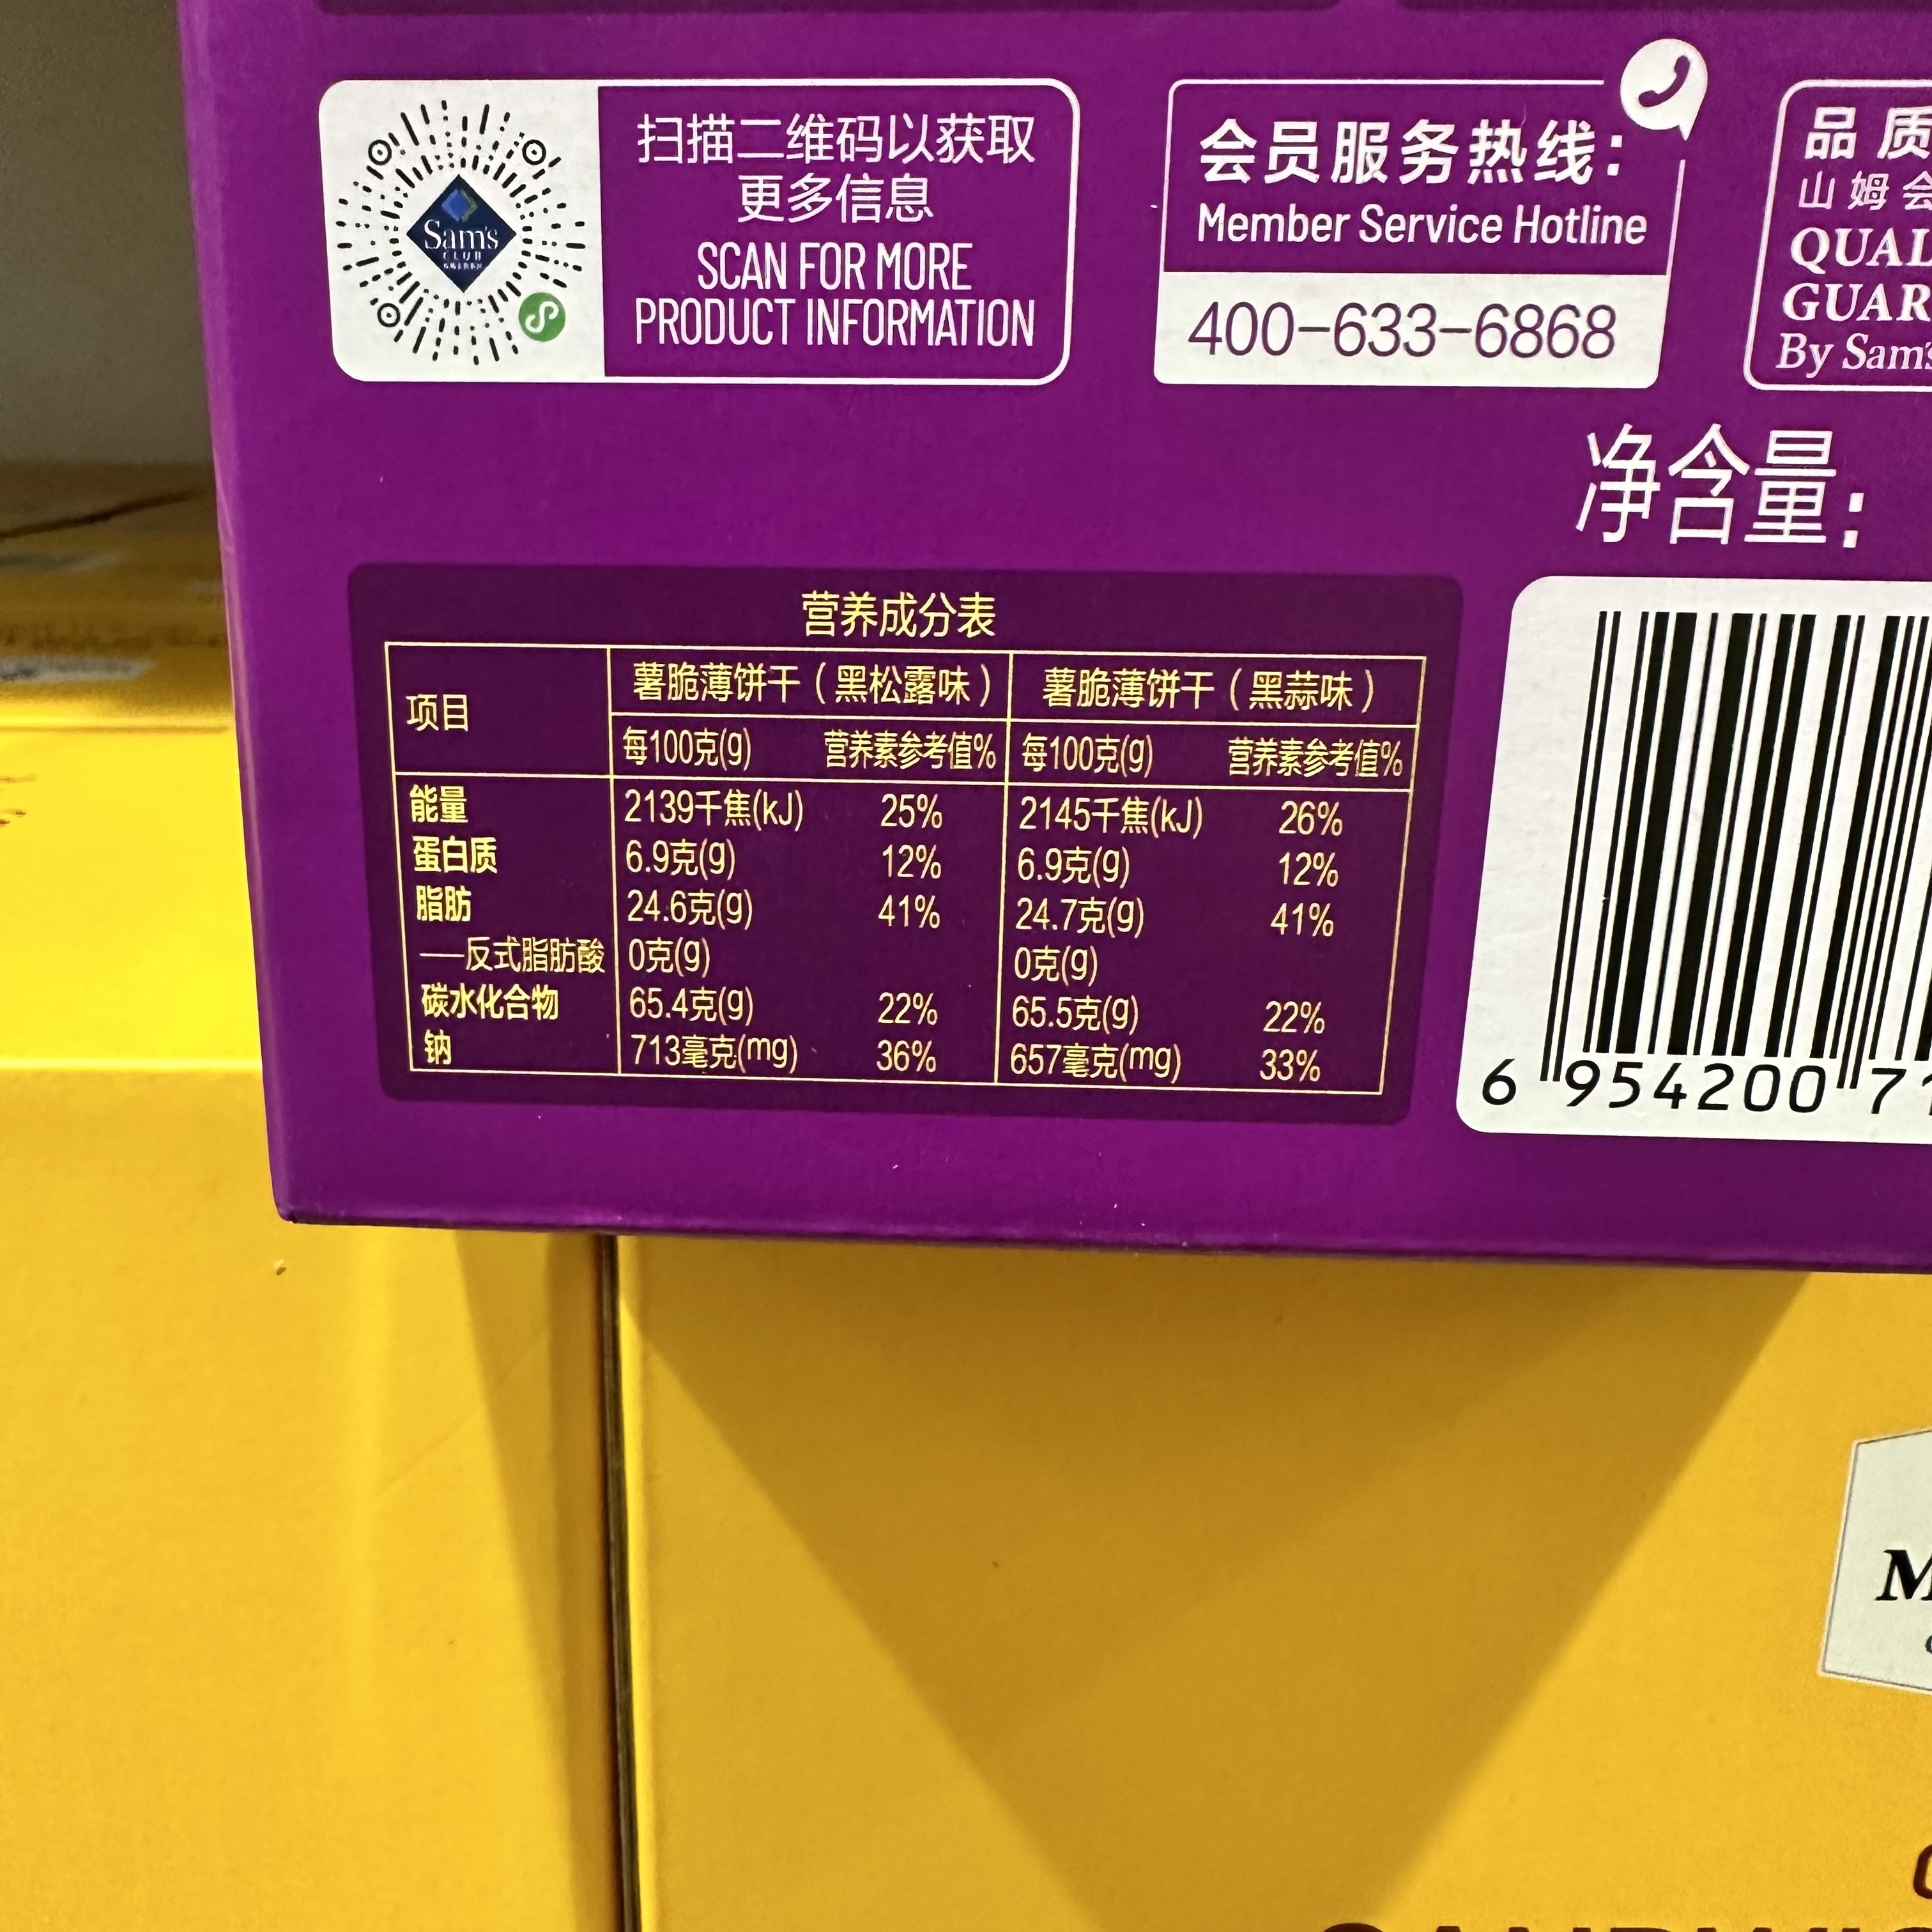 Sam's
CLUB
扫描二维码以获取
更多信息
SCAN FOR MORE
PRODUCT INFORMATION
会员服务热线:
Member Service Hotline
400-633-6868
品质
山姆会
QUAL
GUAR
By Sam's
净含量:
营养成分表
项目 薯脆薄饼干(黑松露味) 薯脆薄饼干(黑蒜味)
每100克(g) 营养素参考值% 每100克(g) 营养素参考值%
能量 2139千焦(kJ) 25% 2145千焦(kJ) 26%
蛋白质 6.9克(g) 12% 6.9克(g) 12%
脂肪 24.6克(g) 41% 24.7克(g) 41%
——反式脂肪酸 0克(g) 0克(g)
碳水化合物 65.4克(g) 22% 65.5克(g) 22%
钠 713毫克(mg) 36% 657毫克(mg) 33%
6 954200 71
M